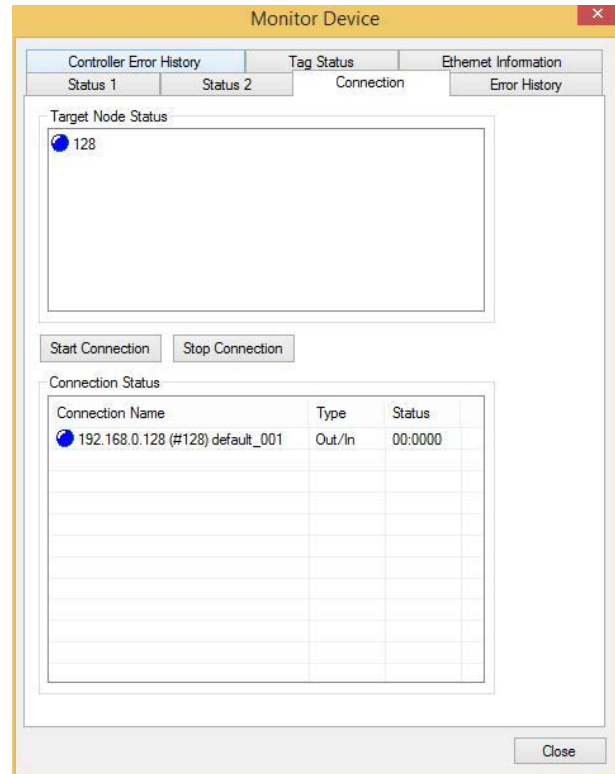 Monitor Device
×
Controller Error History Tag Status Ethernet Information
Status 1 Status 2 Connection Error History
Target Node Status
128
Start Connection Stop Connection
Connection Status
Connection Name Type Status
192.168.0.128 (#128) default_001 Out/In 00:0000
Close